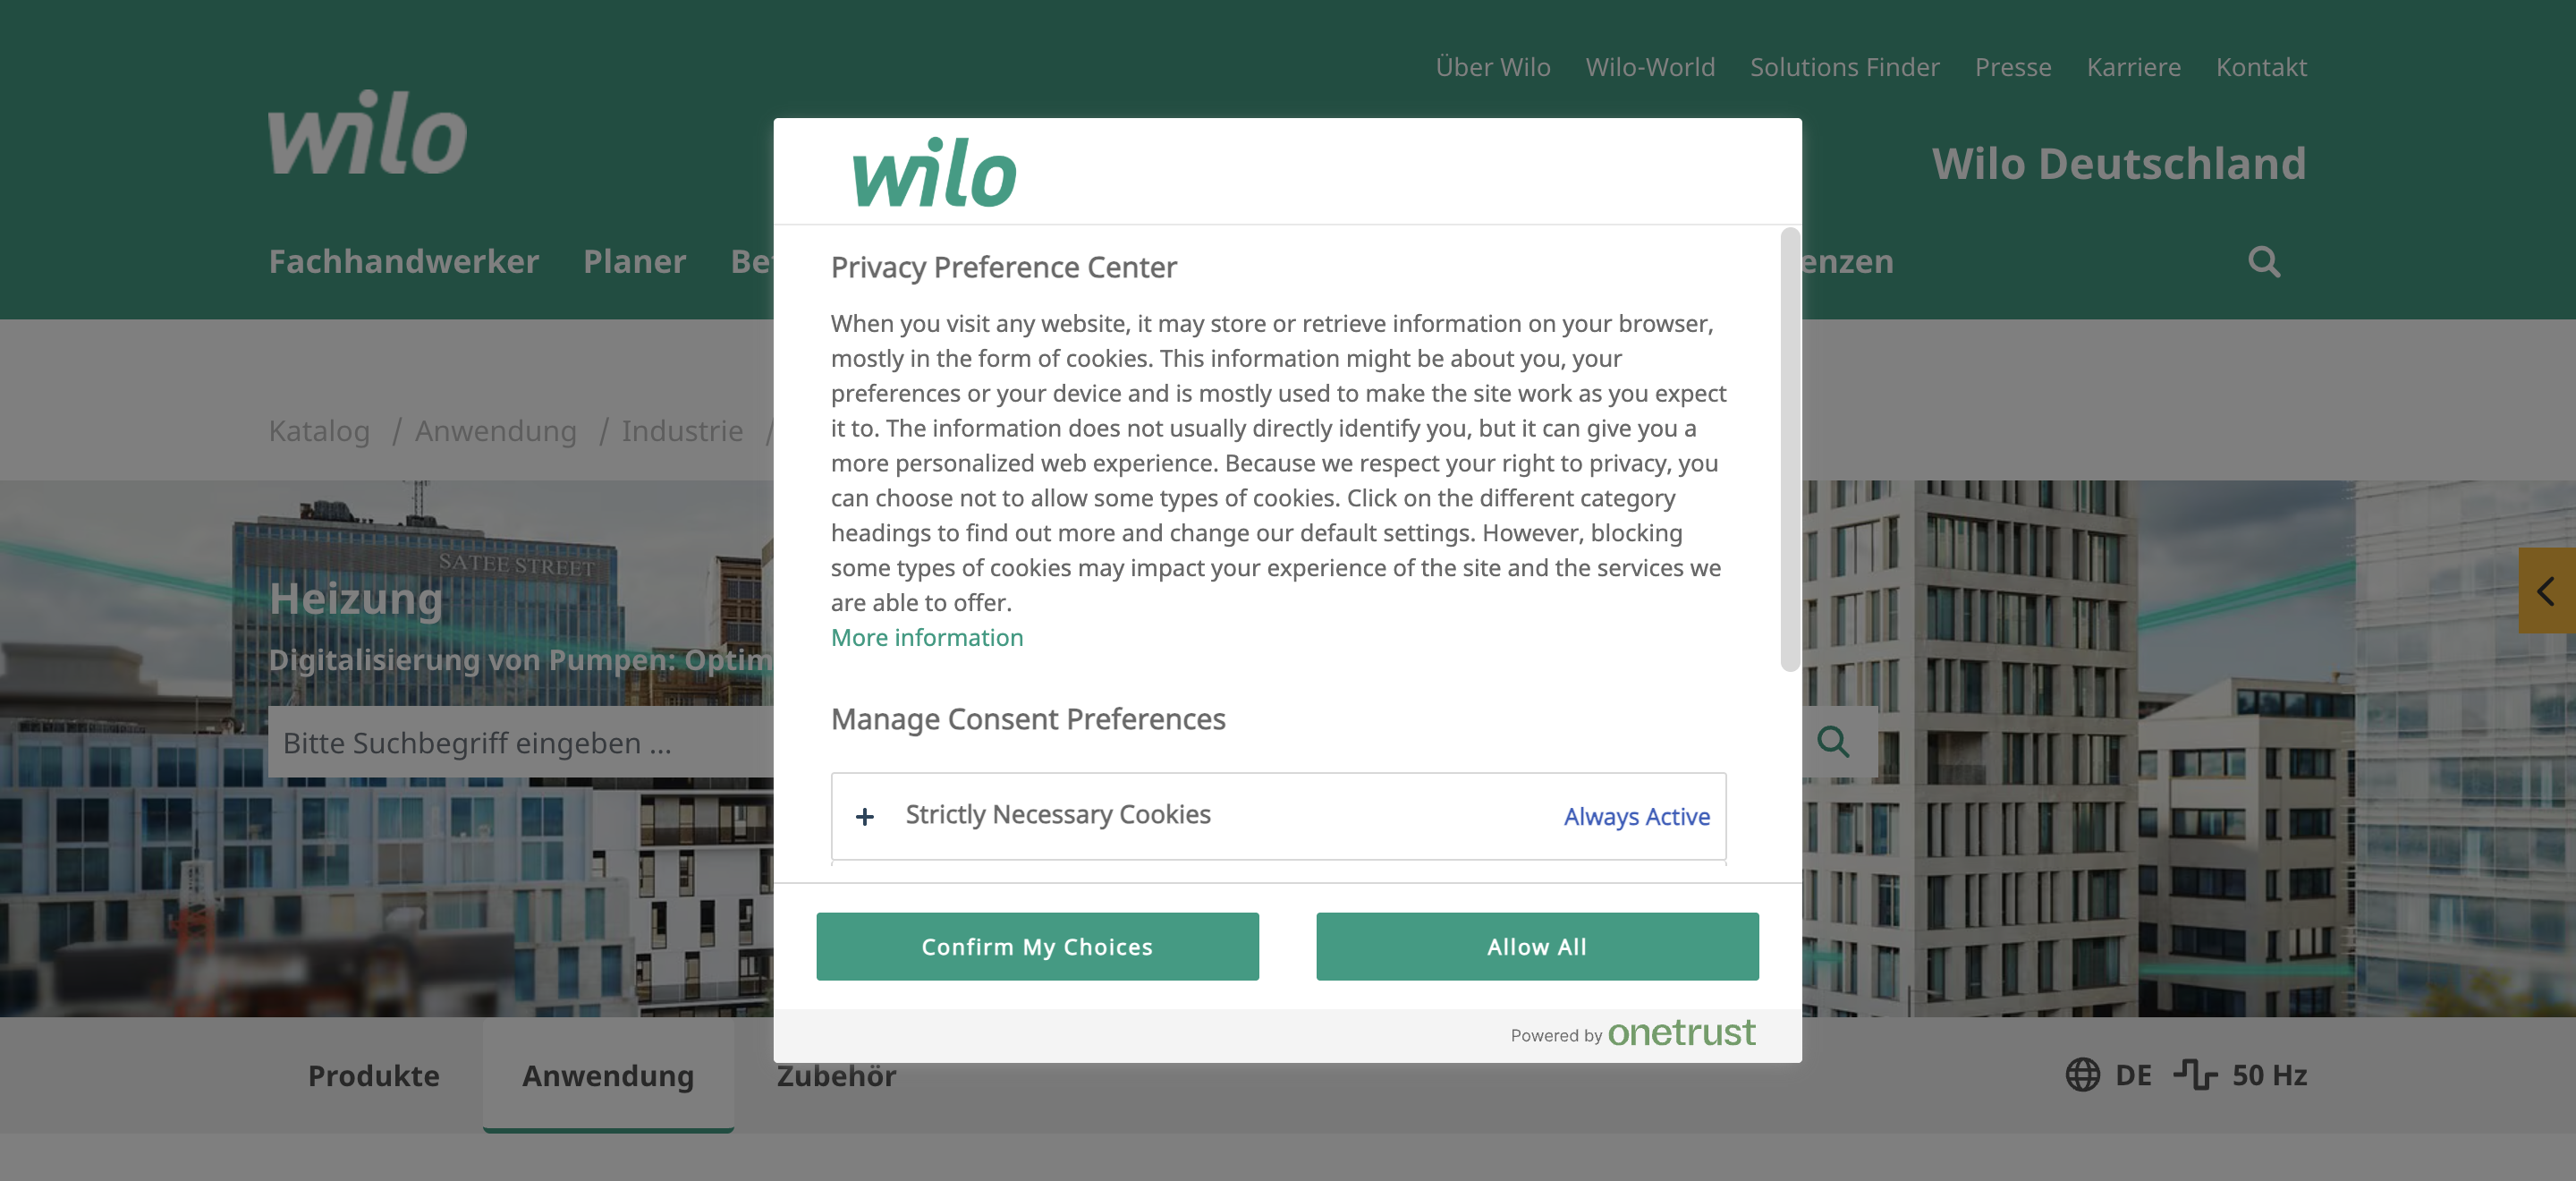 Über Wilo Wilo-World Solutions Finder Presse Karriere Kontakt
wilo
Wilo Deutschland
Fachhandwerker Planer
wilo
Privacy Preference Center
When you visit any website, it may store or retrieve information on your browser,
mostly in the form of cookies. This information might be about you, your
preferences or your device and is mostly used to make the site work as you expect
it to. The information does not usually directly identify you, but it can give you a
more personalized web experience. Because we respect your right to privacy, you
can choose not to allow some types of cookies. Click on the different category
headings to find out more and change our default settings. However, blocking
some types of cookies may impact your experience of the site and the services we
are able to offer.
More information
Manage Consent Preferences
Strictly Necessary Cookies Always Active
Confirm My Choices Allow All
Powered by onetrust
Katalog / Anwendung / Industrie /
SATEE STREET
Heizung
Digitalisierung von Pumpen:
Bitte Suchbegriff eingeben ...
Produkte Anwendung Zubehör DE 50 Hz